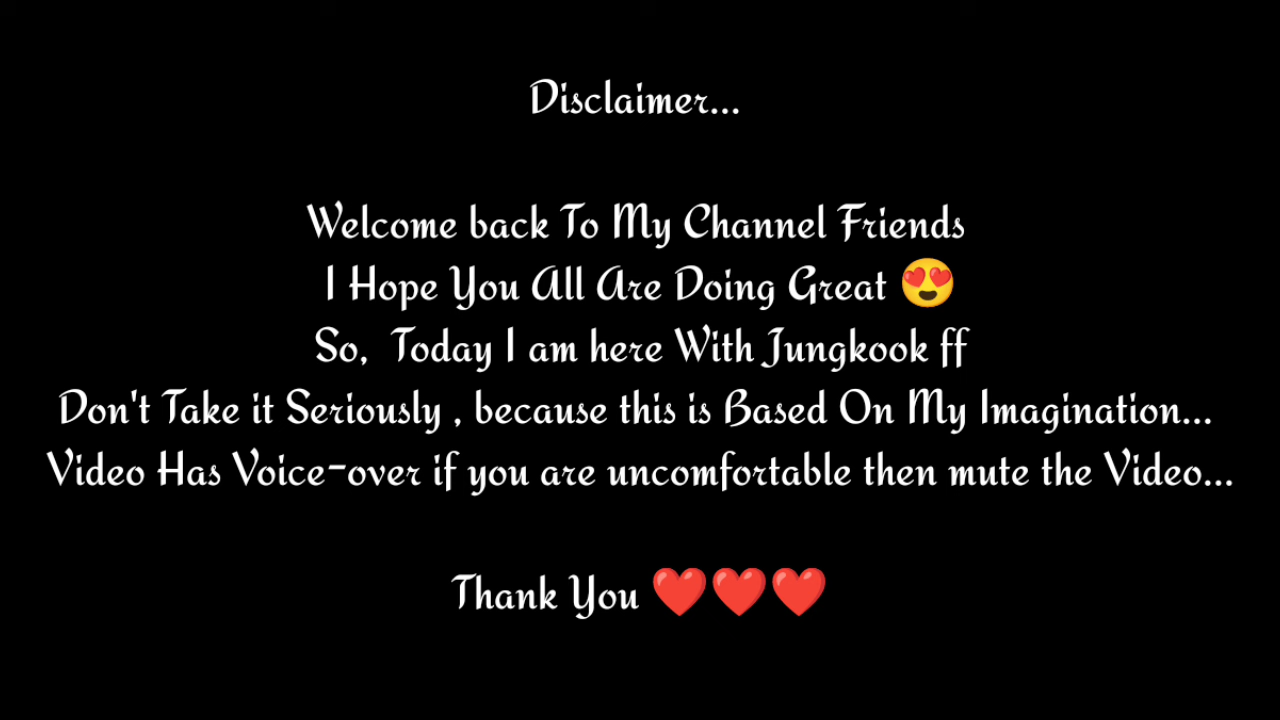 Disclaimer...
Welcome back To My Channel Friends
I Hope You All Are Doing Great 😍
So,  Today I am here With Jungkook ff
Don't Take it Seriously , because this is Based On My Imagination...
Video Has Voice-over if you are uncomfortable then mute the Video...
Thank You ❤️❤️❤️